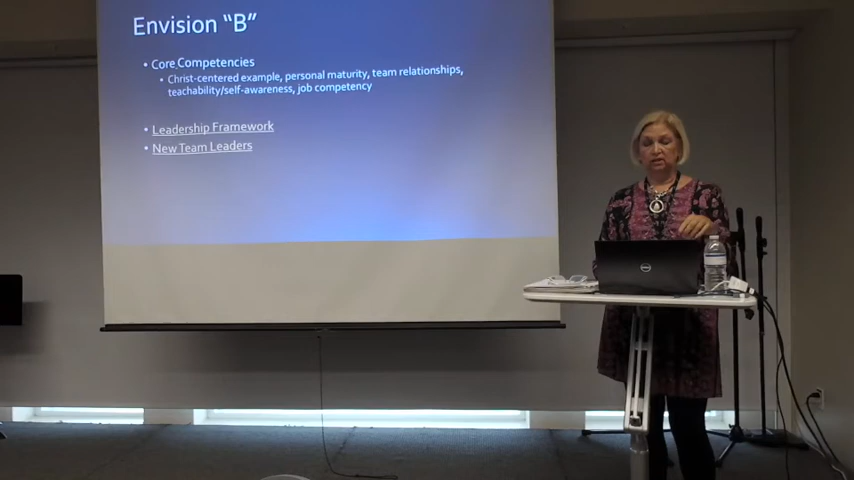 Envision "B"
• Core Competencies
• Christ-centered example, personal maturity, team relationships,
teachability/self-awareness, job competency
• Leadership Framework
• New Team Leaders
DELL